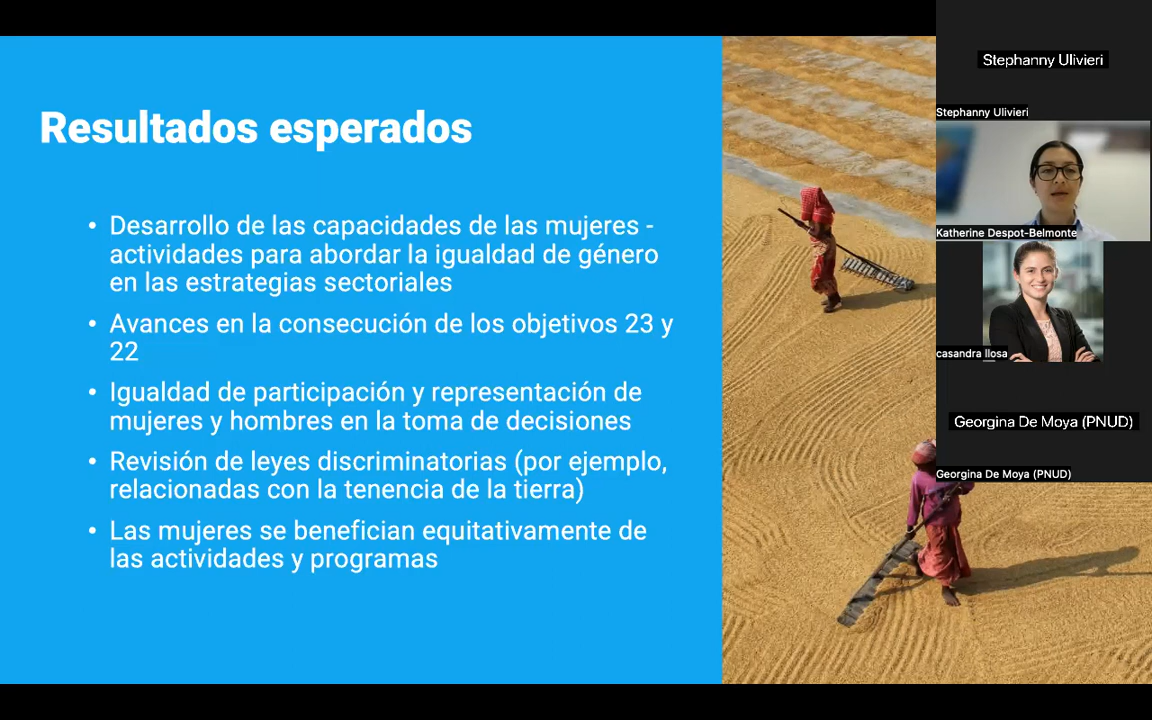 Resultados esperados
• Desarrollo de las capacidades de las mujeres -
actividades para abordar la igualdad de género
en las estrategias sectoriales
• Avances en la consecución de los objetivos 23 y
22
• Igualdad de participación y representación de
mujeres y hombres en la toma de decisiones
• Revisión de leyes discriminatorias (por ejemplo,
relacionadas con la tenencia de la tierra)
• Las mujeres se benefician equitativamente de
las actividades y programas
Stephanny Ulivieri
Stephanny Ulivieri
Katherine Despot-Belmonte
casandra llosa
Georgina De Moya (PNUD)
Georgina De Moya (PNUD)